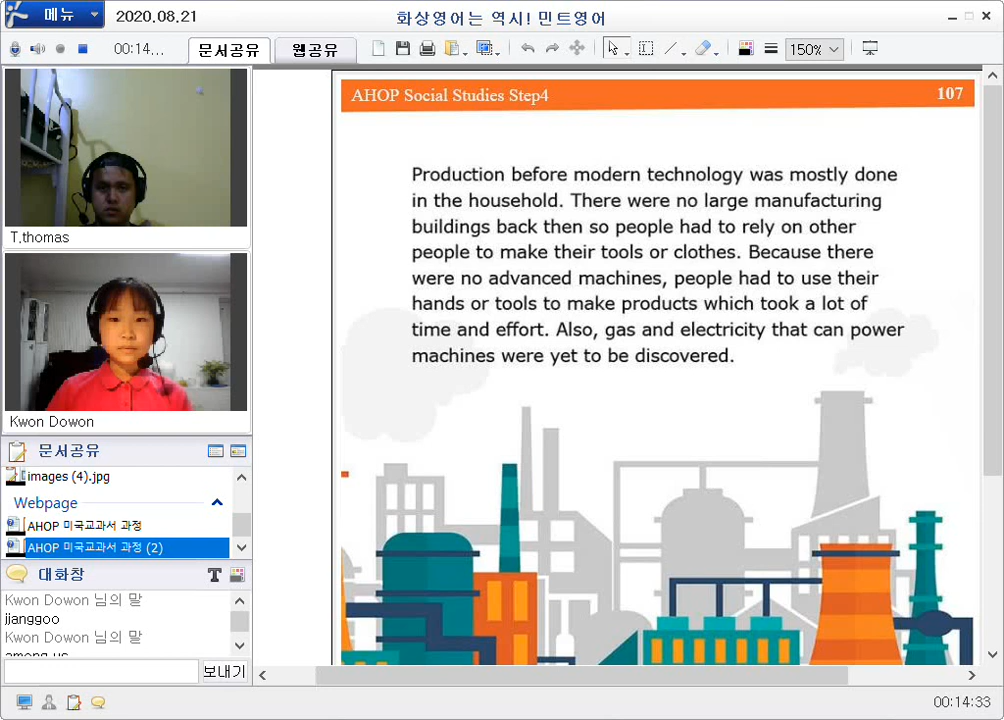 메뉴
2020.08.21
화상영어는 역시! 민트영어
00:14...
문서공유
웹공유
150%
T.thomas
Kwon Dowon
문서공유
images (4).jpg
Webpage
AHOP 미국교과서 과정
AHOP 미국교과서 과정 (2)
대화창
T
Kwon Dowon 님의 말
jjanggoo
Kwon Dowon 님의 말
among us
보내기
AHOP Social Studies Step4
107
Production before modern technology was mostly done
in the household. There were no large manufacturing
buildings back then so people had to rely on other
people to make their tools or clothes. Because there
were no advanced machines, people had to use their
hands or tools to make products which took a lot of
time and effort. Also, gas and electricity that can power
machines were yet to be discovered.
00:14:33